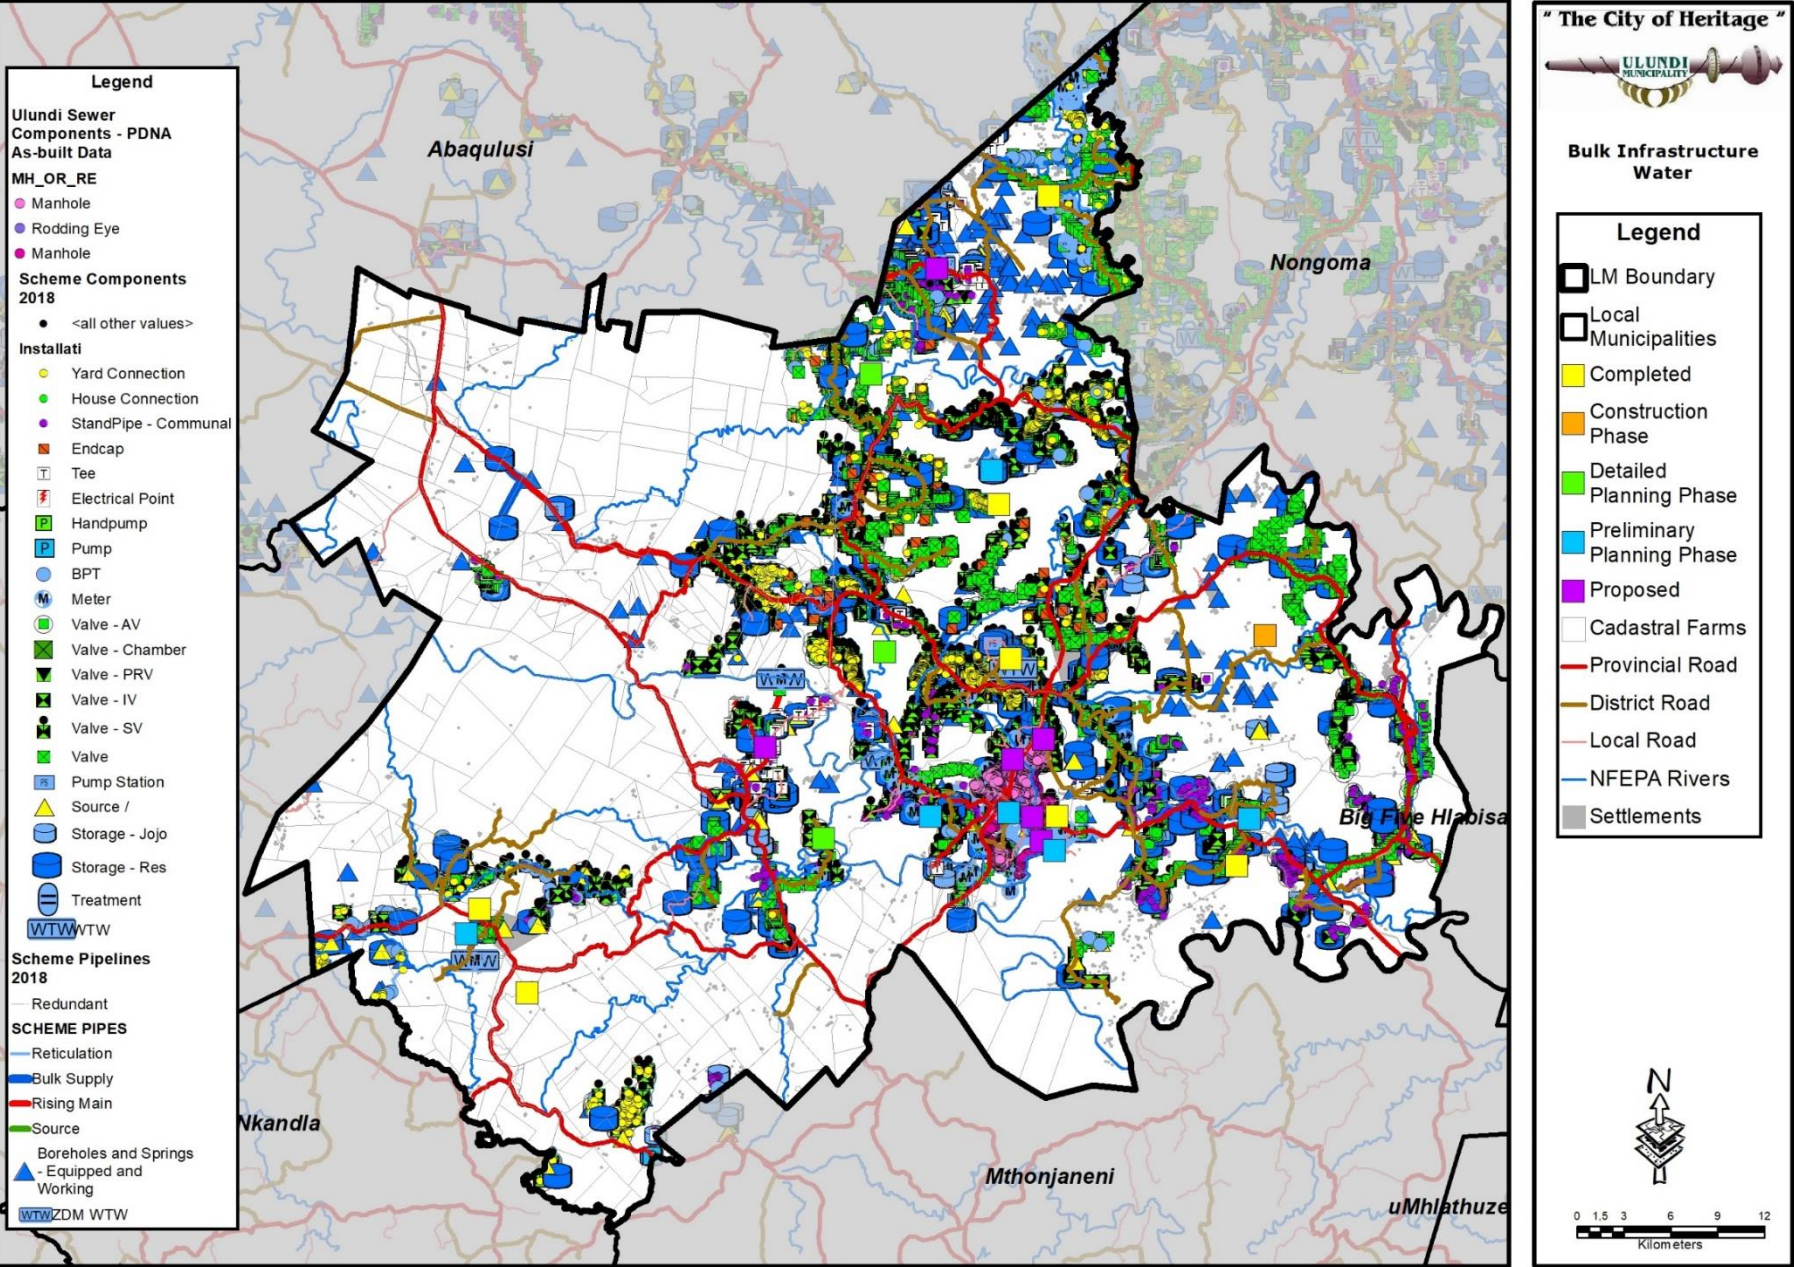 Legend
Ulundi Sewer
Components - PDNA
As-built Data
MH_OR_RE
Manhole
Rodding Eye
Manhole
Scheme Components
2018
<all other values>
Installati
Yard Connection
House Connection
StandPipe - Communal
Endcap
T Tee
Electrical Point
P Handpump
P Pump
BPT
M Meter
Valve - AV
Valve - Chamber
Valve - PRV
Valve - IV
Valve - SV
Valve
PS Pump Station
Source /
Storage - Jojo
Storage - Res
Treatment
WTW WTW
Scheme Pipelines
2018
Redundant
SCHEME PIPES
Reticulation
Bulk Supply
Rising Main
Source
Boreholes and Springs
- Equipped and
Working
WTW ZDM WTW
Abaqulusi
Nongoma
Big Five Hlabisa
Nkandla
Mthonjaneni
uMhlathuze
" The City of Heritage "
ULUNDI
MUNICIPALITY
Bulk Infrastructure
Water
Legend
LM Boundary
Local
Municipalities
Completed
Construction
Phase
Detailed
Planning Phase
Preliminary
Planning Phase
Proposed
Cadastral Farms
Provincial Road
District Road
Local Road
NFEPA Rivers
Settlements
N
0 1,5 3 6 9 12
Kilometers